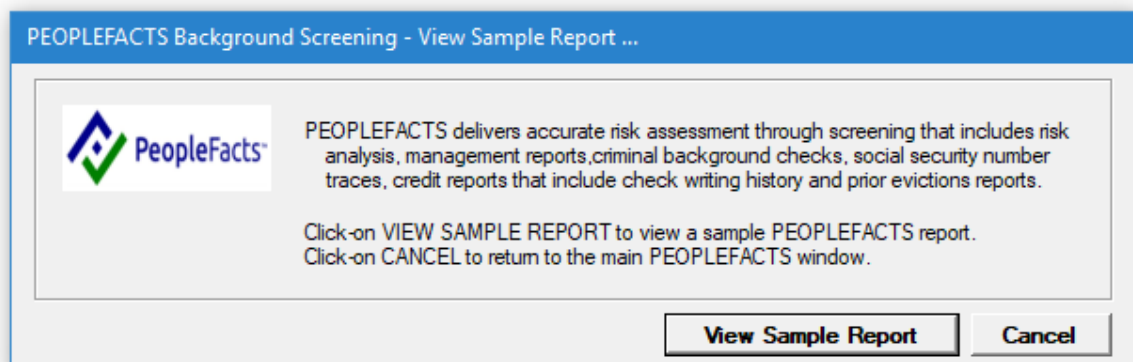 PEOPLEFACTS Background Screening - View Sample Report ...
PeopleFacts™
PEOPLEFACTS delivers accurate risk assessment through screening that includes risk
analysis, management reports,criminal background checks, social security number
traces, credit reports that include check writing history and prior evictions reports.
Click-on VIEW SAMPLE REPORT to view a sample PEOPLEFACTS report.
Click-on CANCEL to return to the main PEOPLEFACTS window.
View Sample Report
Cancel